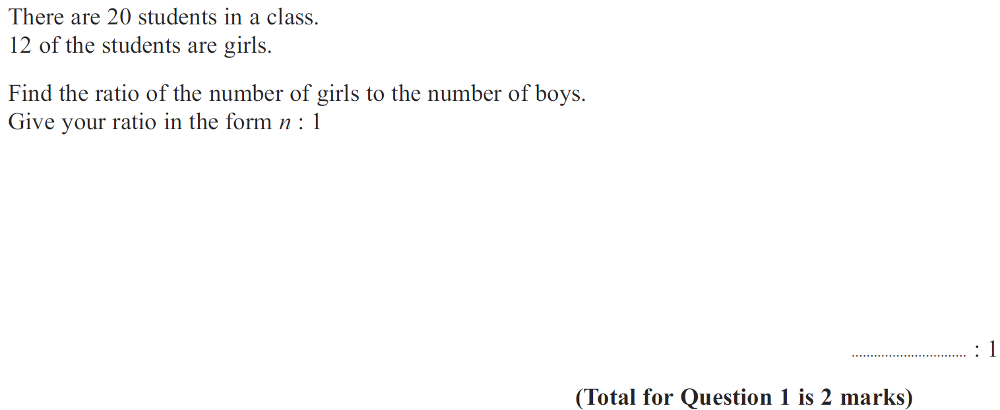 There are 20 students in a class.
12 of the students are girls.
Find the ratio of the number of girls to the number of boys.
Give your ratio in the form n : 1
.............................. : 1
(Total for Question 1 is 2 marks)